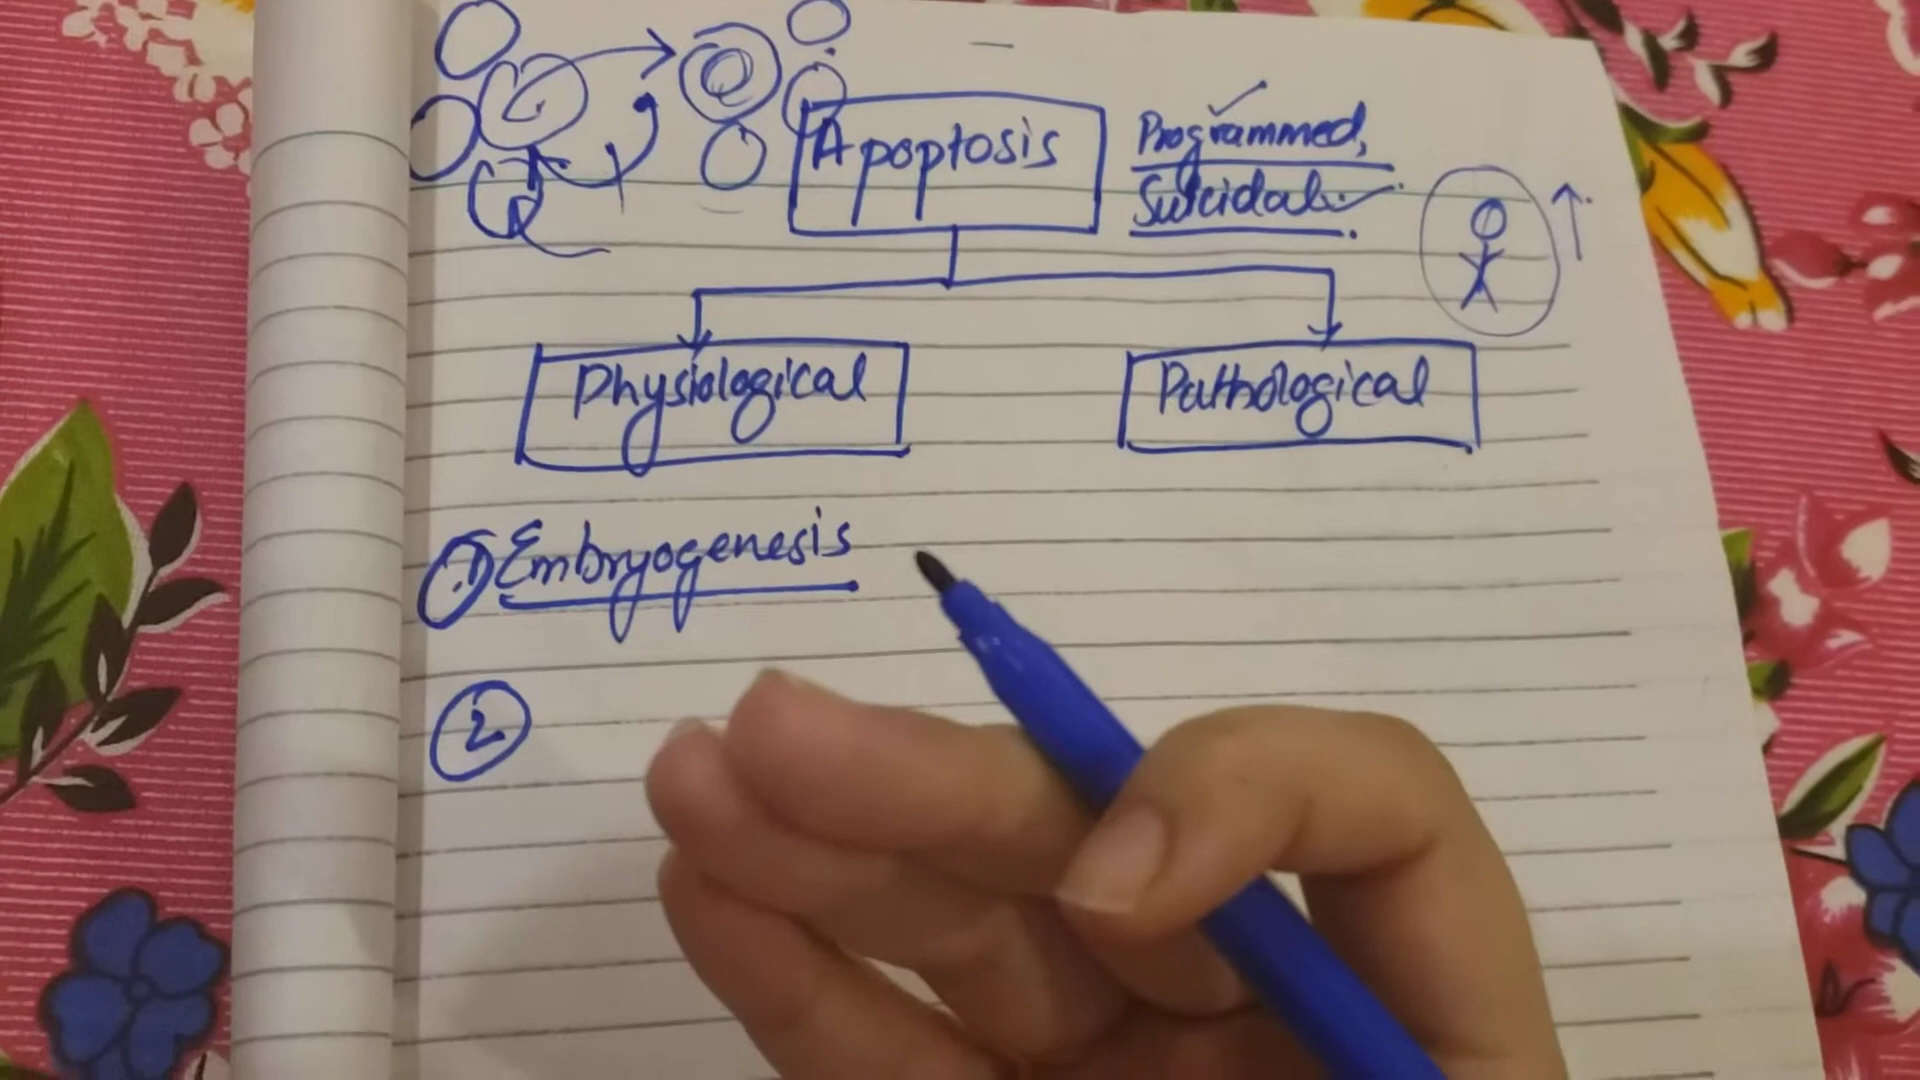 Apoptosis
Programmed,
Suicidal.
Physiological
Pathological
1 Embryogenesis
2